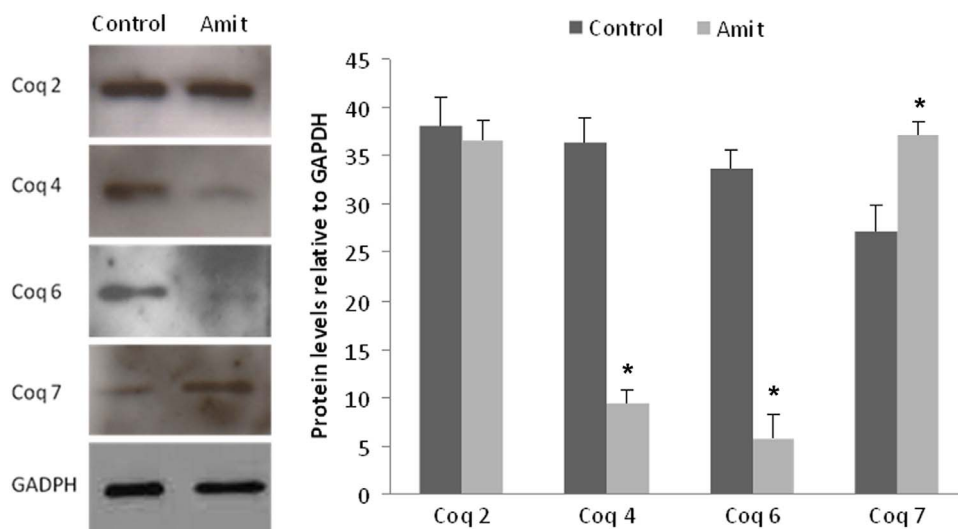 Control Amit
Coq 2
Coq 4
Coq 6
Coq 7
GADPH
Control Amit
Protein levels relative to GAPDH
45
40
35
30
25
20
15
10
5
0
*
*
*
Coq 2 Coq 4 Coq 6 Coq 7